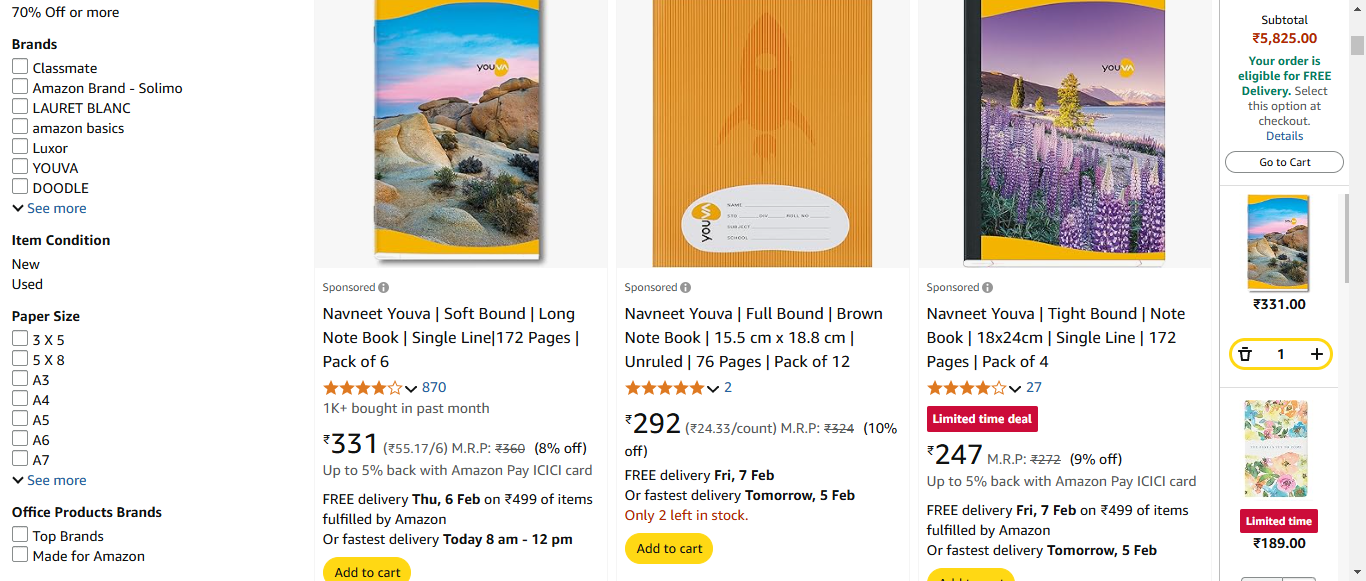 70% Off or more
Brands
Classmate
Amazon Brand - Solimo
LAURET BLANC
amazon basics
Luxor
YOUVA
DOODLE
See more
Item Condition
New
Used
Paper Size
3 X 5
5 X 8
A3
A4
A5
A6
A7
See more
Office Products Brands
Top Brands
Made for Amazon
youVA
Sponsored
Navneet Youva | Soft Bound | Long
Note Book | Single Line|172 Pages |
Pack of 6
870
1K+ bought in past month
₹331 (₹55.17/6) M.R.P: ₹360 (8% off)
Up to 5% back with Amazon Pay ICICI card
FREE delivery Thu, 6 Feb on ₹499 of items
fulfilled by Amazon
Or fastest delivery Today 8 am - 12 pm
Add to cart
youVA
NAME
STD DIV ROLL NO
SUBJECT
SCHOOL
Sponsored
Navneet Youva | Full Bound | Brown
Note Book | 15.5 cm x 18.8 cm |
Unruled | 76 Pages | Pack of 12
2
₹292 (₹24.33/count) M.R.P: ₹324 (10%
off)
FREE delivery Fri, 7 Feb
Or fastest delivery Tomorrow, 5 Feb
Only 2 left in stock.
Add to cart
youVA
Sponsored
Navneet Youva | Tight Bound | Note
Book | 18x24cm | Single Line | 172
Pages | Pack of 4
27
Limited time deal
₹247 M.R.P: ₹272 (9% off)
Up to 5% back with Amazon Pay ICICI card
FREE delivery Fri, 7 Feb on ₹499 of items
fulfilled by Amazon
Or fastest delivery Tomorrow, 5 Feb
Subtotal
₹5,825.00
Your order is
eligible for FREE
Delivery. Select
this option at
checkout.
Details
Go to Cart
₹331.00
1
Limited time
₹189.00